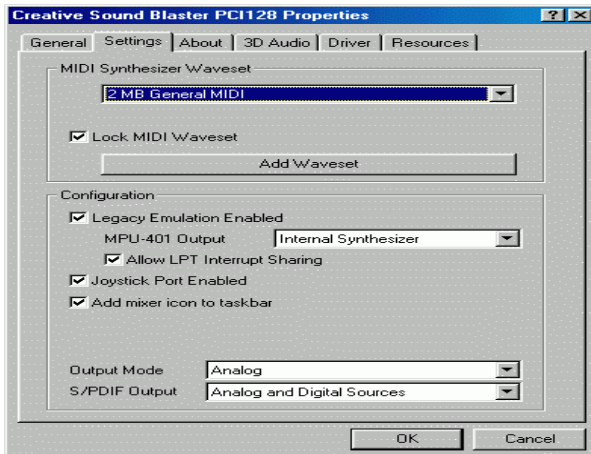 Creative Sound Blaster PCI128 Properties
General Settings About 3D Audio Driver Resources
MIDI Synthesizer Waveset
2 MB General MIDI
Lock MIDI Waveset
Add Waveset
Configuration
Legacy Emulation Enabled
MPU-401 Output Internal Synthesizer
Allow LPT Interrupt Sharing
Joystick Port Enabled
Add mixer icon to taskbar
Output Mode Analog
S/PDIF Output Analog and Digital Sources
OK Cancel